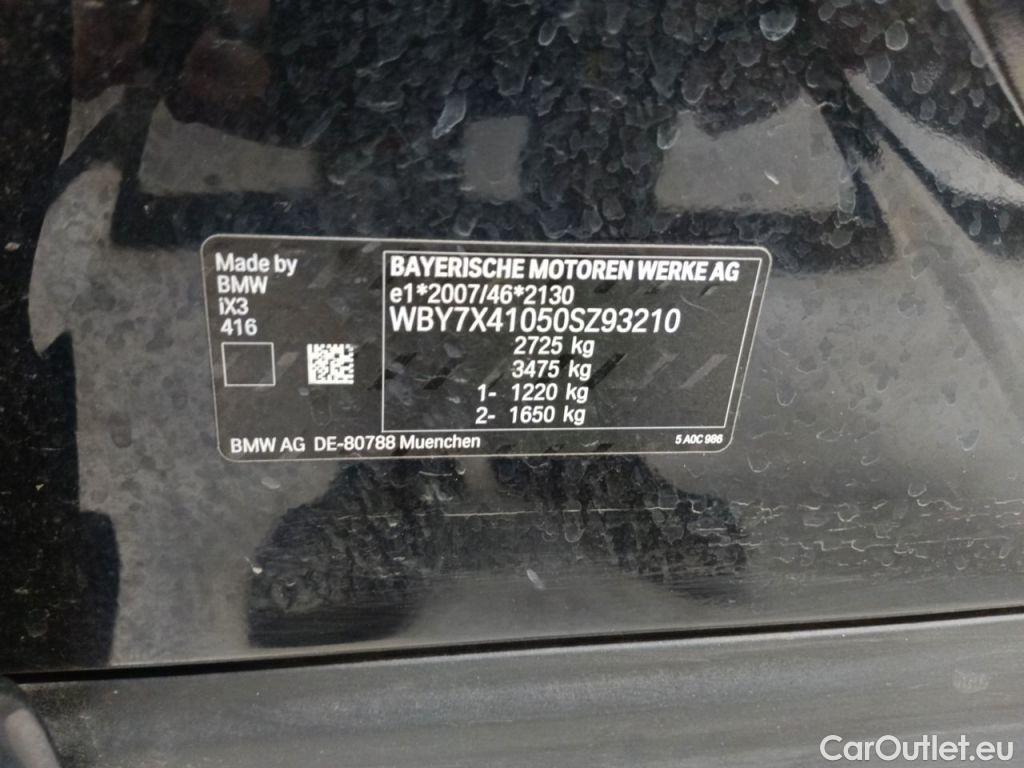 Made by
BMW
iX3
416
BAYERISCHE MOTOREN WERKE AG
e1*2007/46*2130
WBY7X41050SZ93210
2725 kg
3475 kg
1- 1220 kg
2- 1650 kg
BMW AG DE-80788 Muenchen
5 A0C 986
CarOutlet.eu